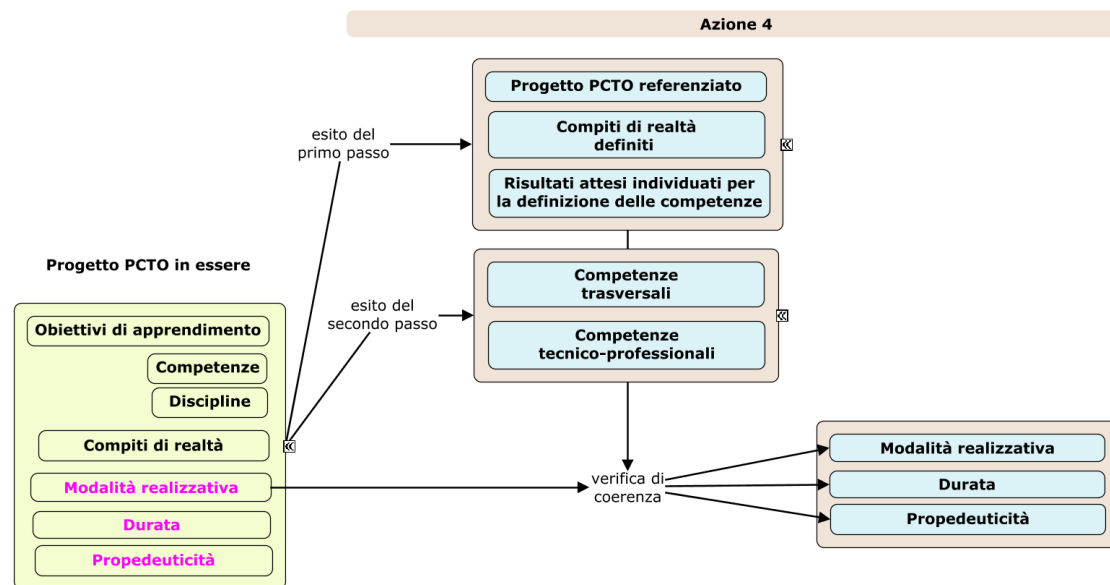 Azione 4
Progetto PCTO referenziato
Compiti di realtà
definiti
Risultati attesi individuati per
la definizione delle competenze
esito del
primo passo
Progetto PCTO in essere
Competenze
trasversali
Competenze
tecnico-professionali
esito del
secondo passo
Obiettivi di apprendimento
Competenze
Discipline
Compiti di realtà
Modalità realizzativa
Durata
Propedeuticità
verifica di
coerenza
Modalità realizzativa
Durata
Propedeuticità